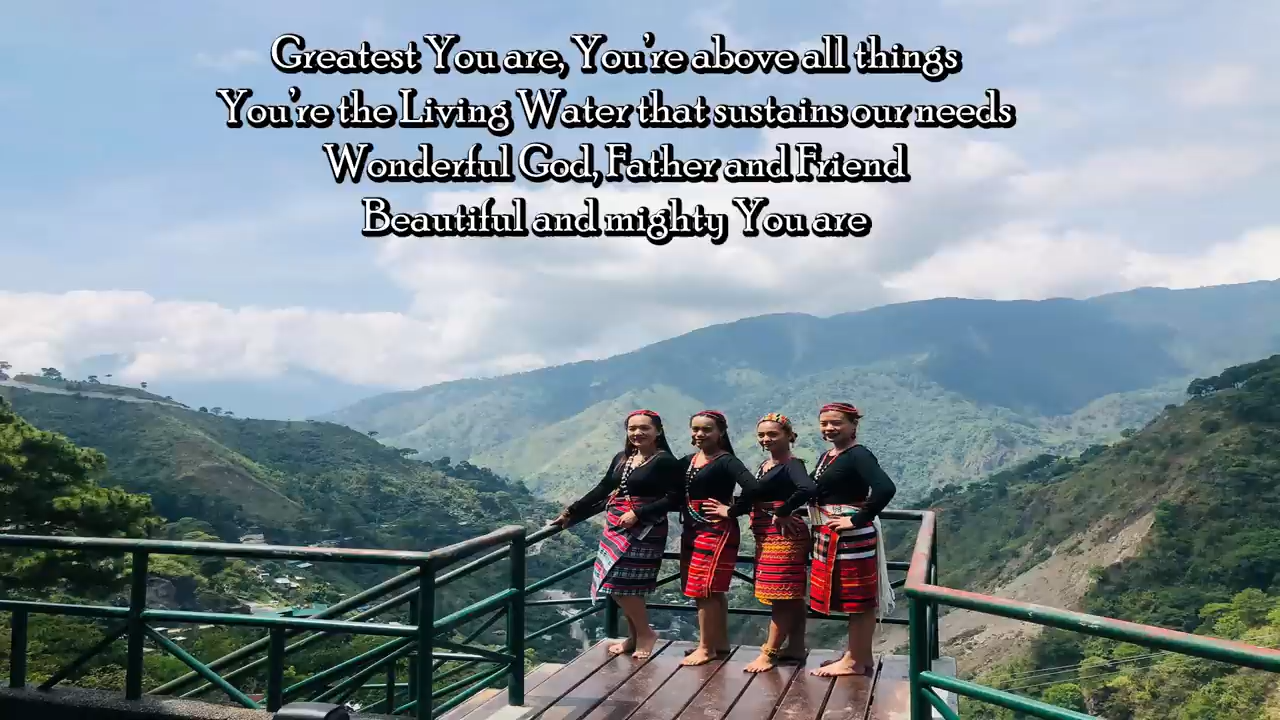 Greatest You are, You're above all things
You're the Living Water that sustains our needs
Wonderful God, Father and Friend
Beautiful and mighty You are